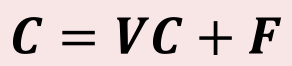 C = VC + F